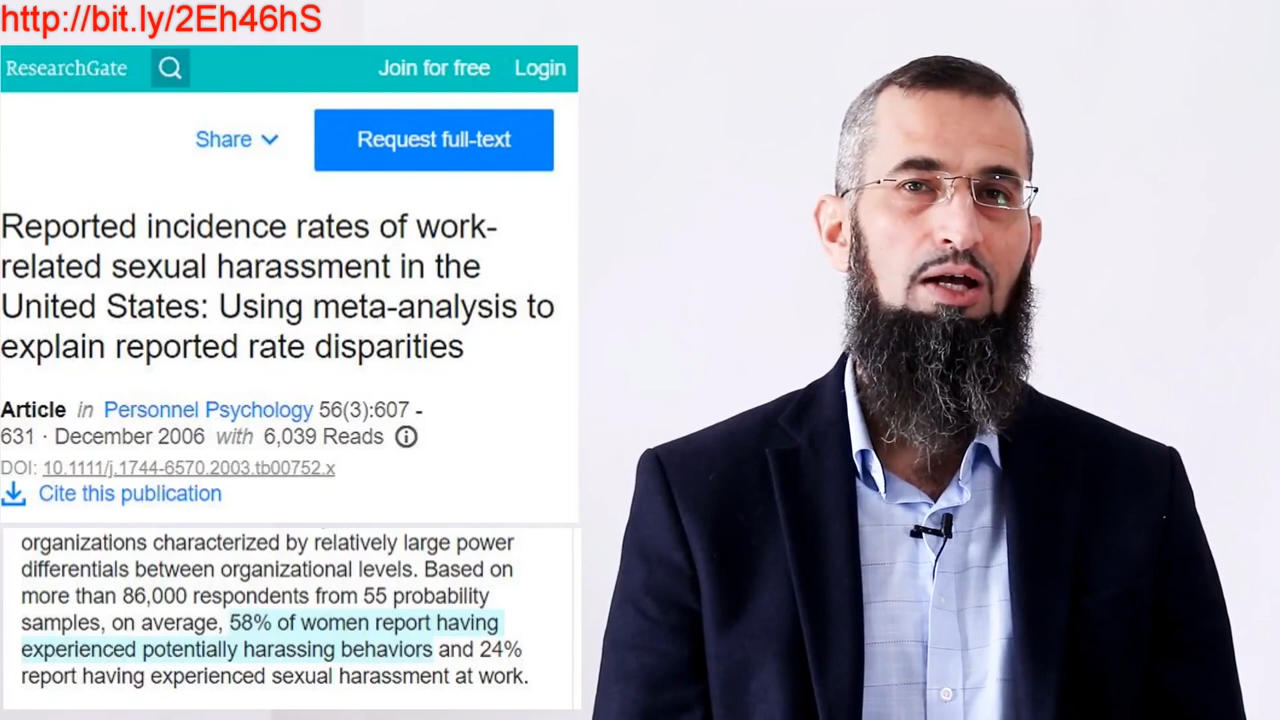 http://bit.ly/2Eh46hS
ResearchGate
Join for free Login
Share Request full-text
Reported incidence rates of work-
related sexual harassment in the
United States: Using meta-analysis to
explain reported rate disparities
Article in Personnel Psychology 56(3):607 -
631 · December 2006 with 6,039 Reads
DOI: 10.1111/j.1744-6570.2003.tb00752.x
Cite this publication
organizations characterized by relatively large power
differentials between organizational levels. Based on
more than 86,000 respondents from 55 probability
samples, on average, 58% of women report having
experienced potentially harassing behaviors and 24%
report having experienced sexual harassment at work.